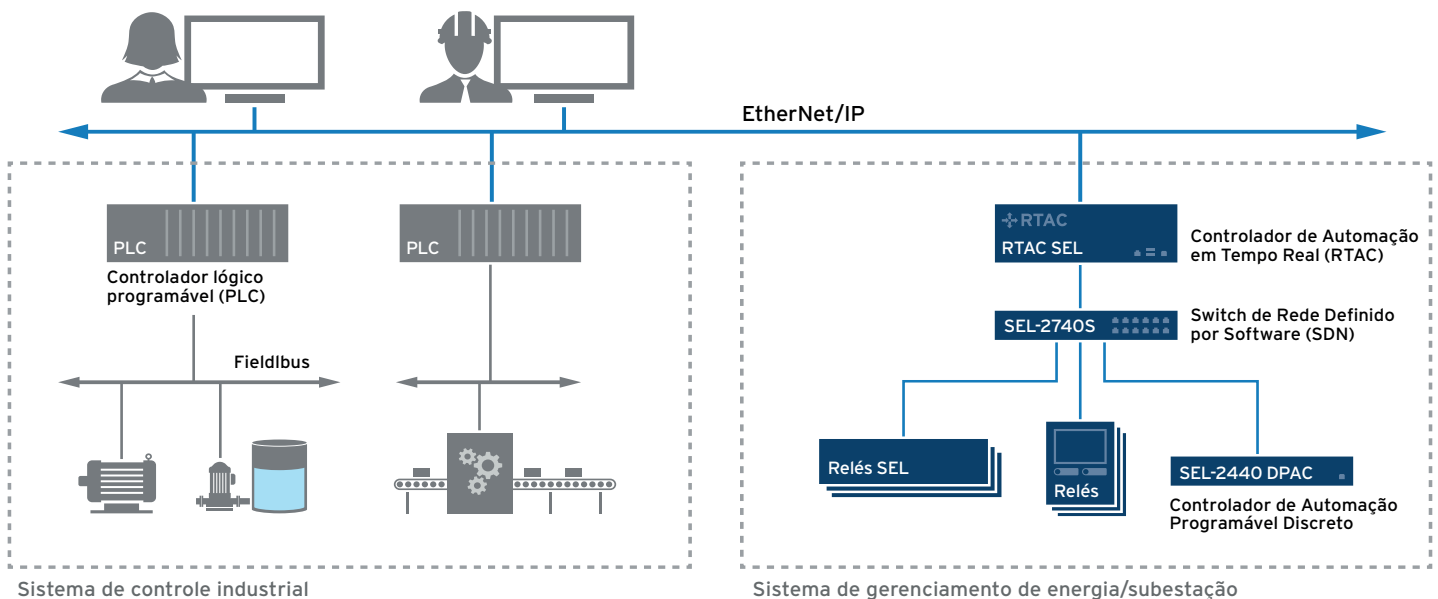 EtherNet/IP
PLC
Controlador lógico
programável (PLC)
PLC
Fieldlbus
Sistema de controle industrial
RTAC
RTAC SEL
Controlador de Automação
em Tempo Real (RTAC)
SEL-2740S
Switch de Rede Definido
por Software (SDN)
Relés SEL
Relés
SEL-2440 DPAC
Controlador de Automação
Programável Discreto
Sistema de gerenciamento de energia/subestação